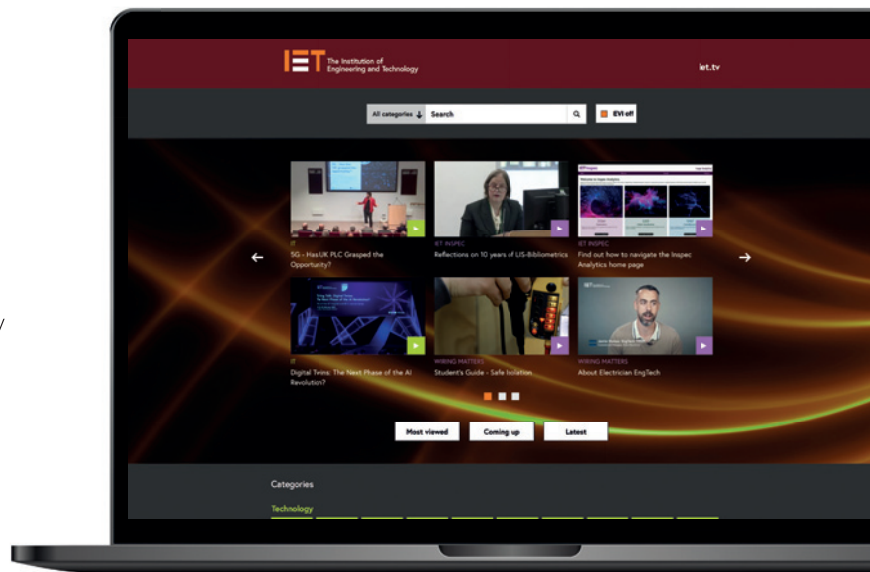 IET The Institution of
Engineering and Technology
iet.tv
All categories ↓ Search
EVI off
IT
5G - Has UK PLC Grasped the
Opportunity?
IET INSPEC
Reflections on 10 years of LIS-Bibliometrics
IET INSPEC
Find out how to navigate the Inspec
Analytics home page
IT
Digital Twins: The Next Phase of the AI
Revolution?
WIRING MATTERS
Student's Guide - Safe Isolation
WIRING MATTERS
About Electrician EngTech
Most viewed
Coming up
Latest
Categories
Technology
/